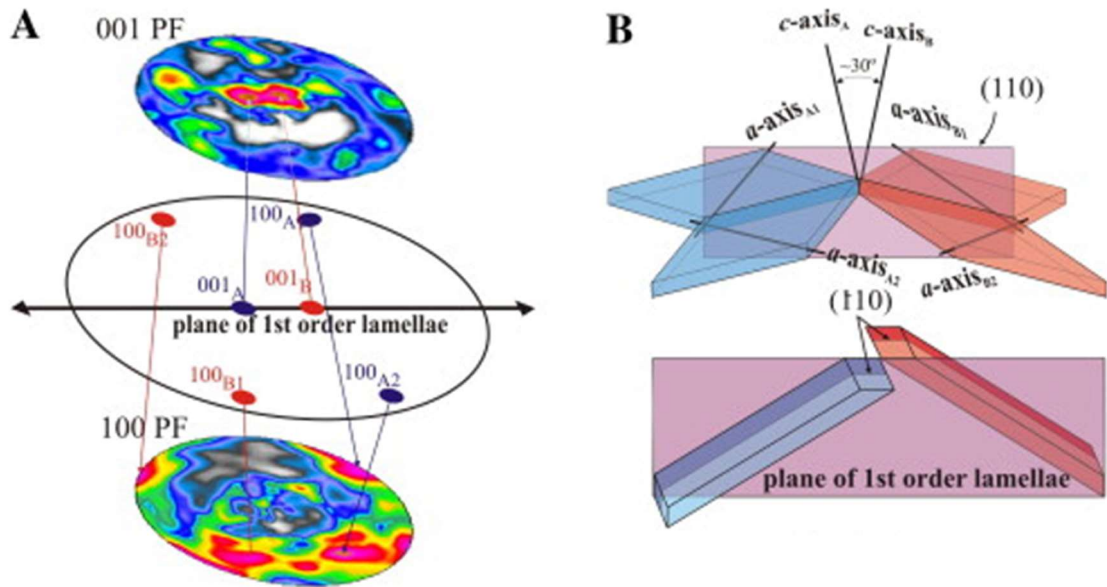 A
001 PF
100B2
100A
001A
001B
plane of 1st order lamellae
100B1
100A2
100 PF
B
c-axisA
c-axisB
~30°
(110)
a-axisA1
a-axisB1
a-axisA2
a-axisB2
(1̄10)
plane of 1st order lamellae